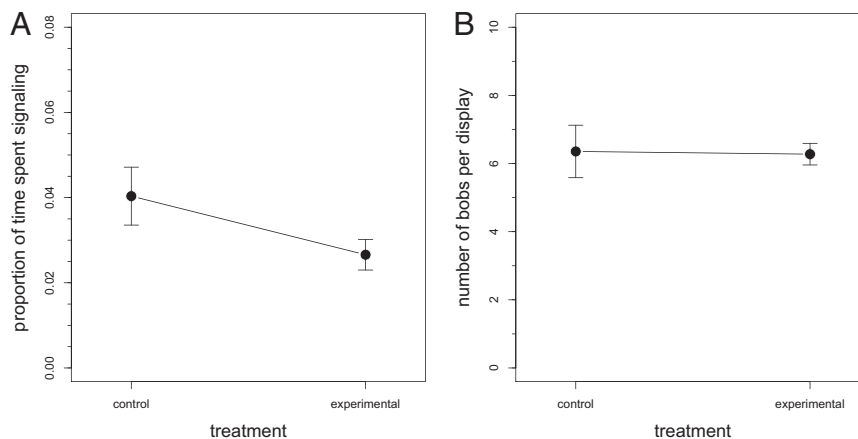 A
proportion of time spent signaling
0.08
0.06
0.04
0.02
0.00
control
experimental
treatment
B
number of bobs per display
10
8
6
4
2
0
control
experimental
treatment